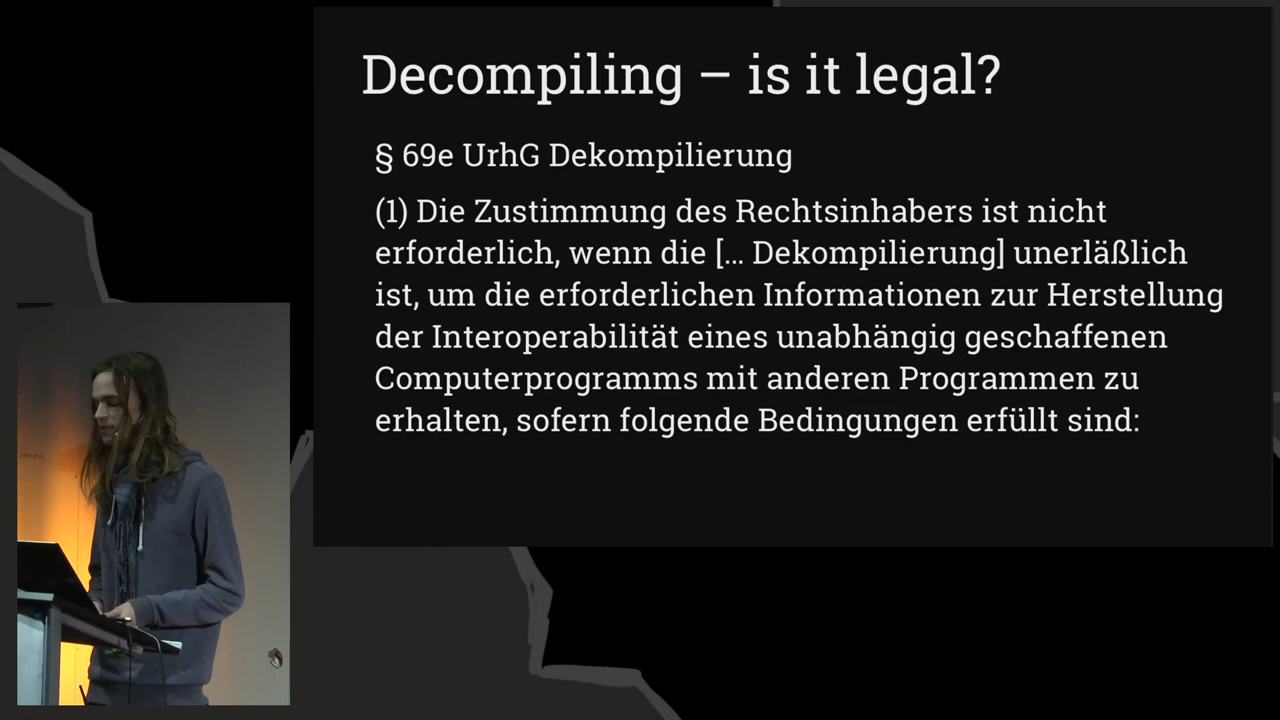 Decompiling – is it legal?
§ 69e UrhG Dekompilierung
(1) Die Zustimmung des Rechtsinhabers ist nicht
erforderlich, wenn die [... Dekompilierung] unerläßlich
ist, um die erforderlichen Informationen zur Herstellung
der Interoperabilität eines unabhängig geschaffenen
Computerprogramms mit anderen Programmen zu
erhalten, sofern folgende Bedingungen erfüllt sind: